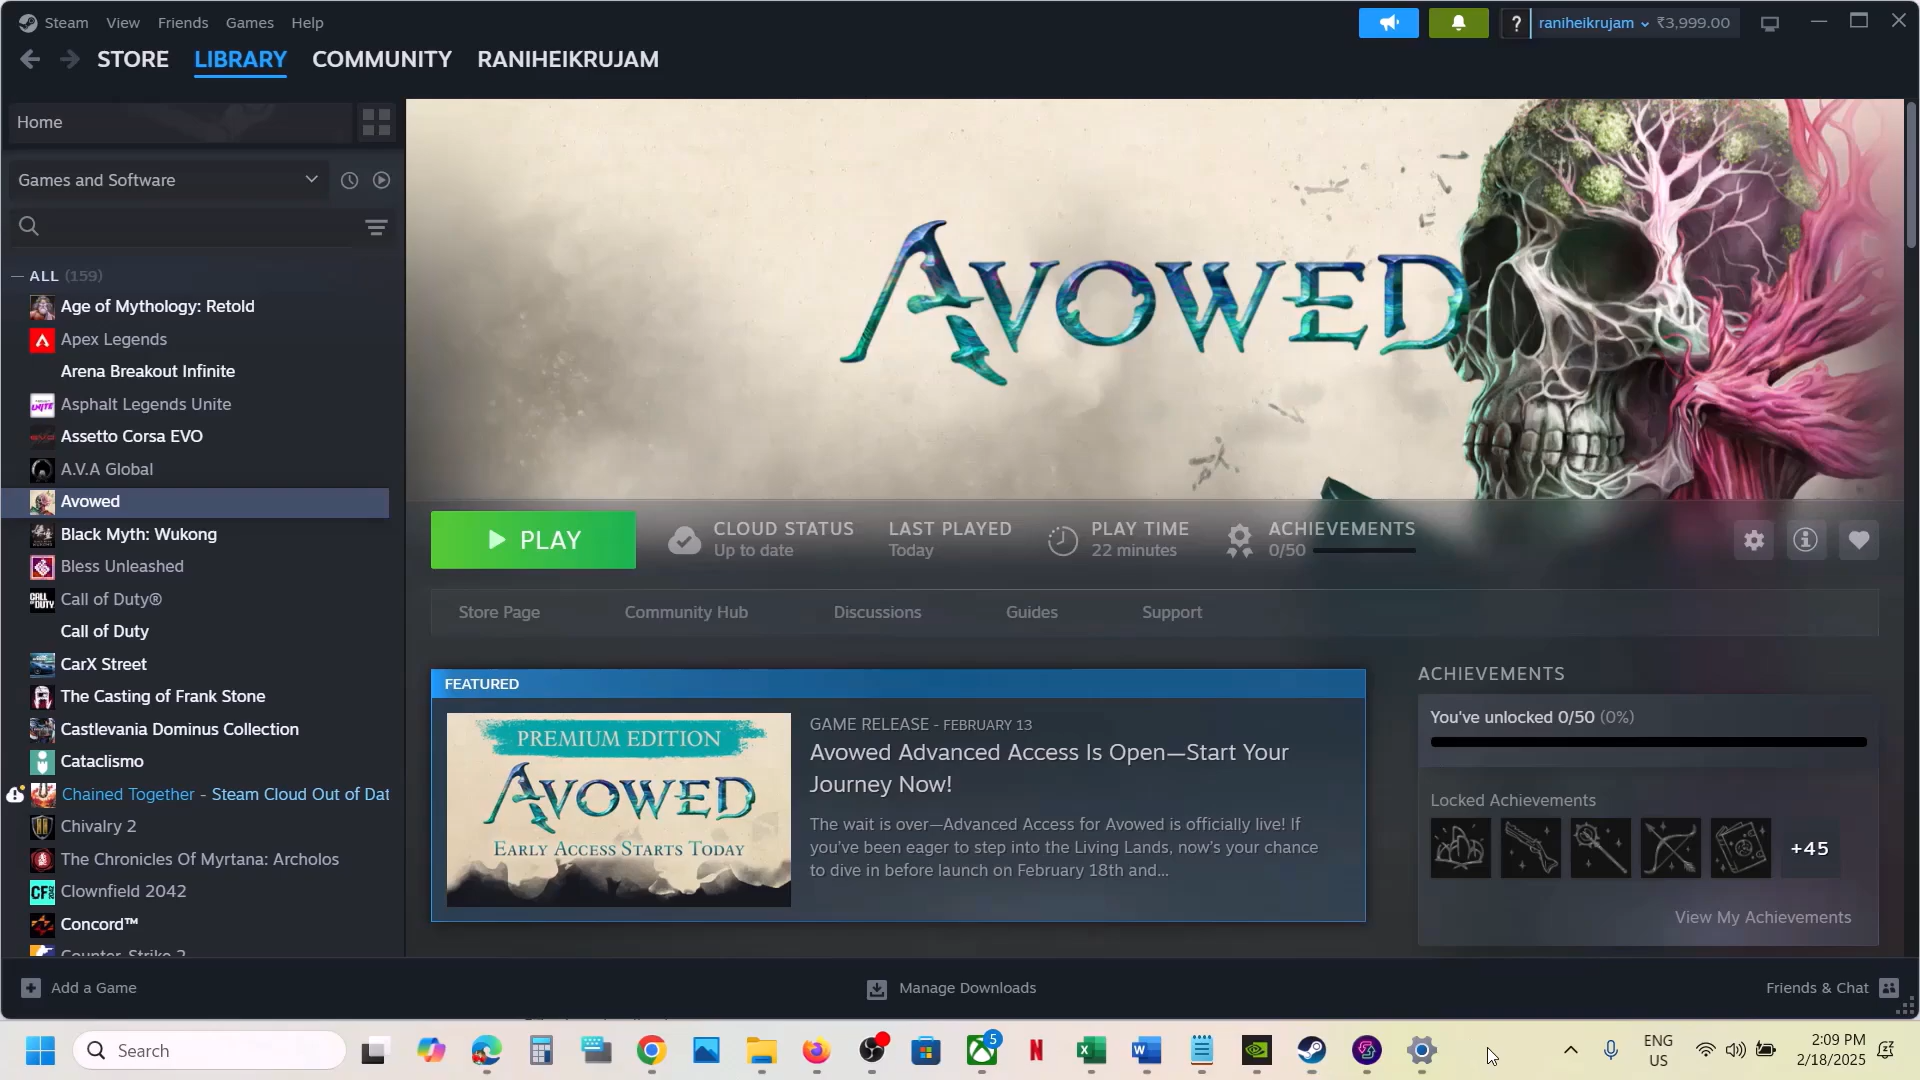 Steam View Friends Games Help
? raniheikrujam ₹3,999.00
STORE LIBRARY COMMUNITY RANIHEIKRUJAM
Home
Games and Software
ALL (159)
Age of Mythology: Retold
Apex Legends
Arena Breakout Infinite
Asphalt Legends Unite
Assetto Corsa EVO
A.V.A Global
Avowed
Black Myth: Wukong
Bless Unleashed
Call of Duty®
Call of Duty
CarX Street
The Casting of Frank Stone
Castlevania Dominus Collection
Cataclismo
Chained Together - Steam Cloud Out of Dat
Chivalry 2
The Chronicles Of Myrtana: Archolos
Clownfield 2042
Concord™
Counter-Strike 2
AVOWED
PLAY
CLOUD STATUS
Up to date
LAST PLAYED
Today
PLAY TIME
22 minutes
ACHIEVEMENTS
0/50
Store Page Community Hub Discussions Guides Support
FEATURED
PREMIUM EDITION
AVOWED
EARLY ACCESS STARTS TODAY
GAME RELEASE - FEBRUARY 13
Avowed Advanced Access Is Open—Start Your
Journey Now!
The wait is over—Advanced Access for Avowed is officially live! If
you've been eager to step into the Living Lands, now's your chance
to dive in before launch on February 18th and...
ACHIEVEMENTS
You've unlocked 0/50 (0%)
Locked Achievements
+45
View My Achievements
Add a Game
Manage Downloads
Friends & Chat
Search
5
ENG
US
2:09 PM
2/18/2025